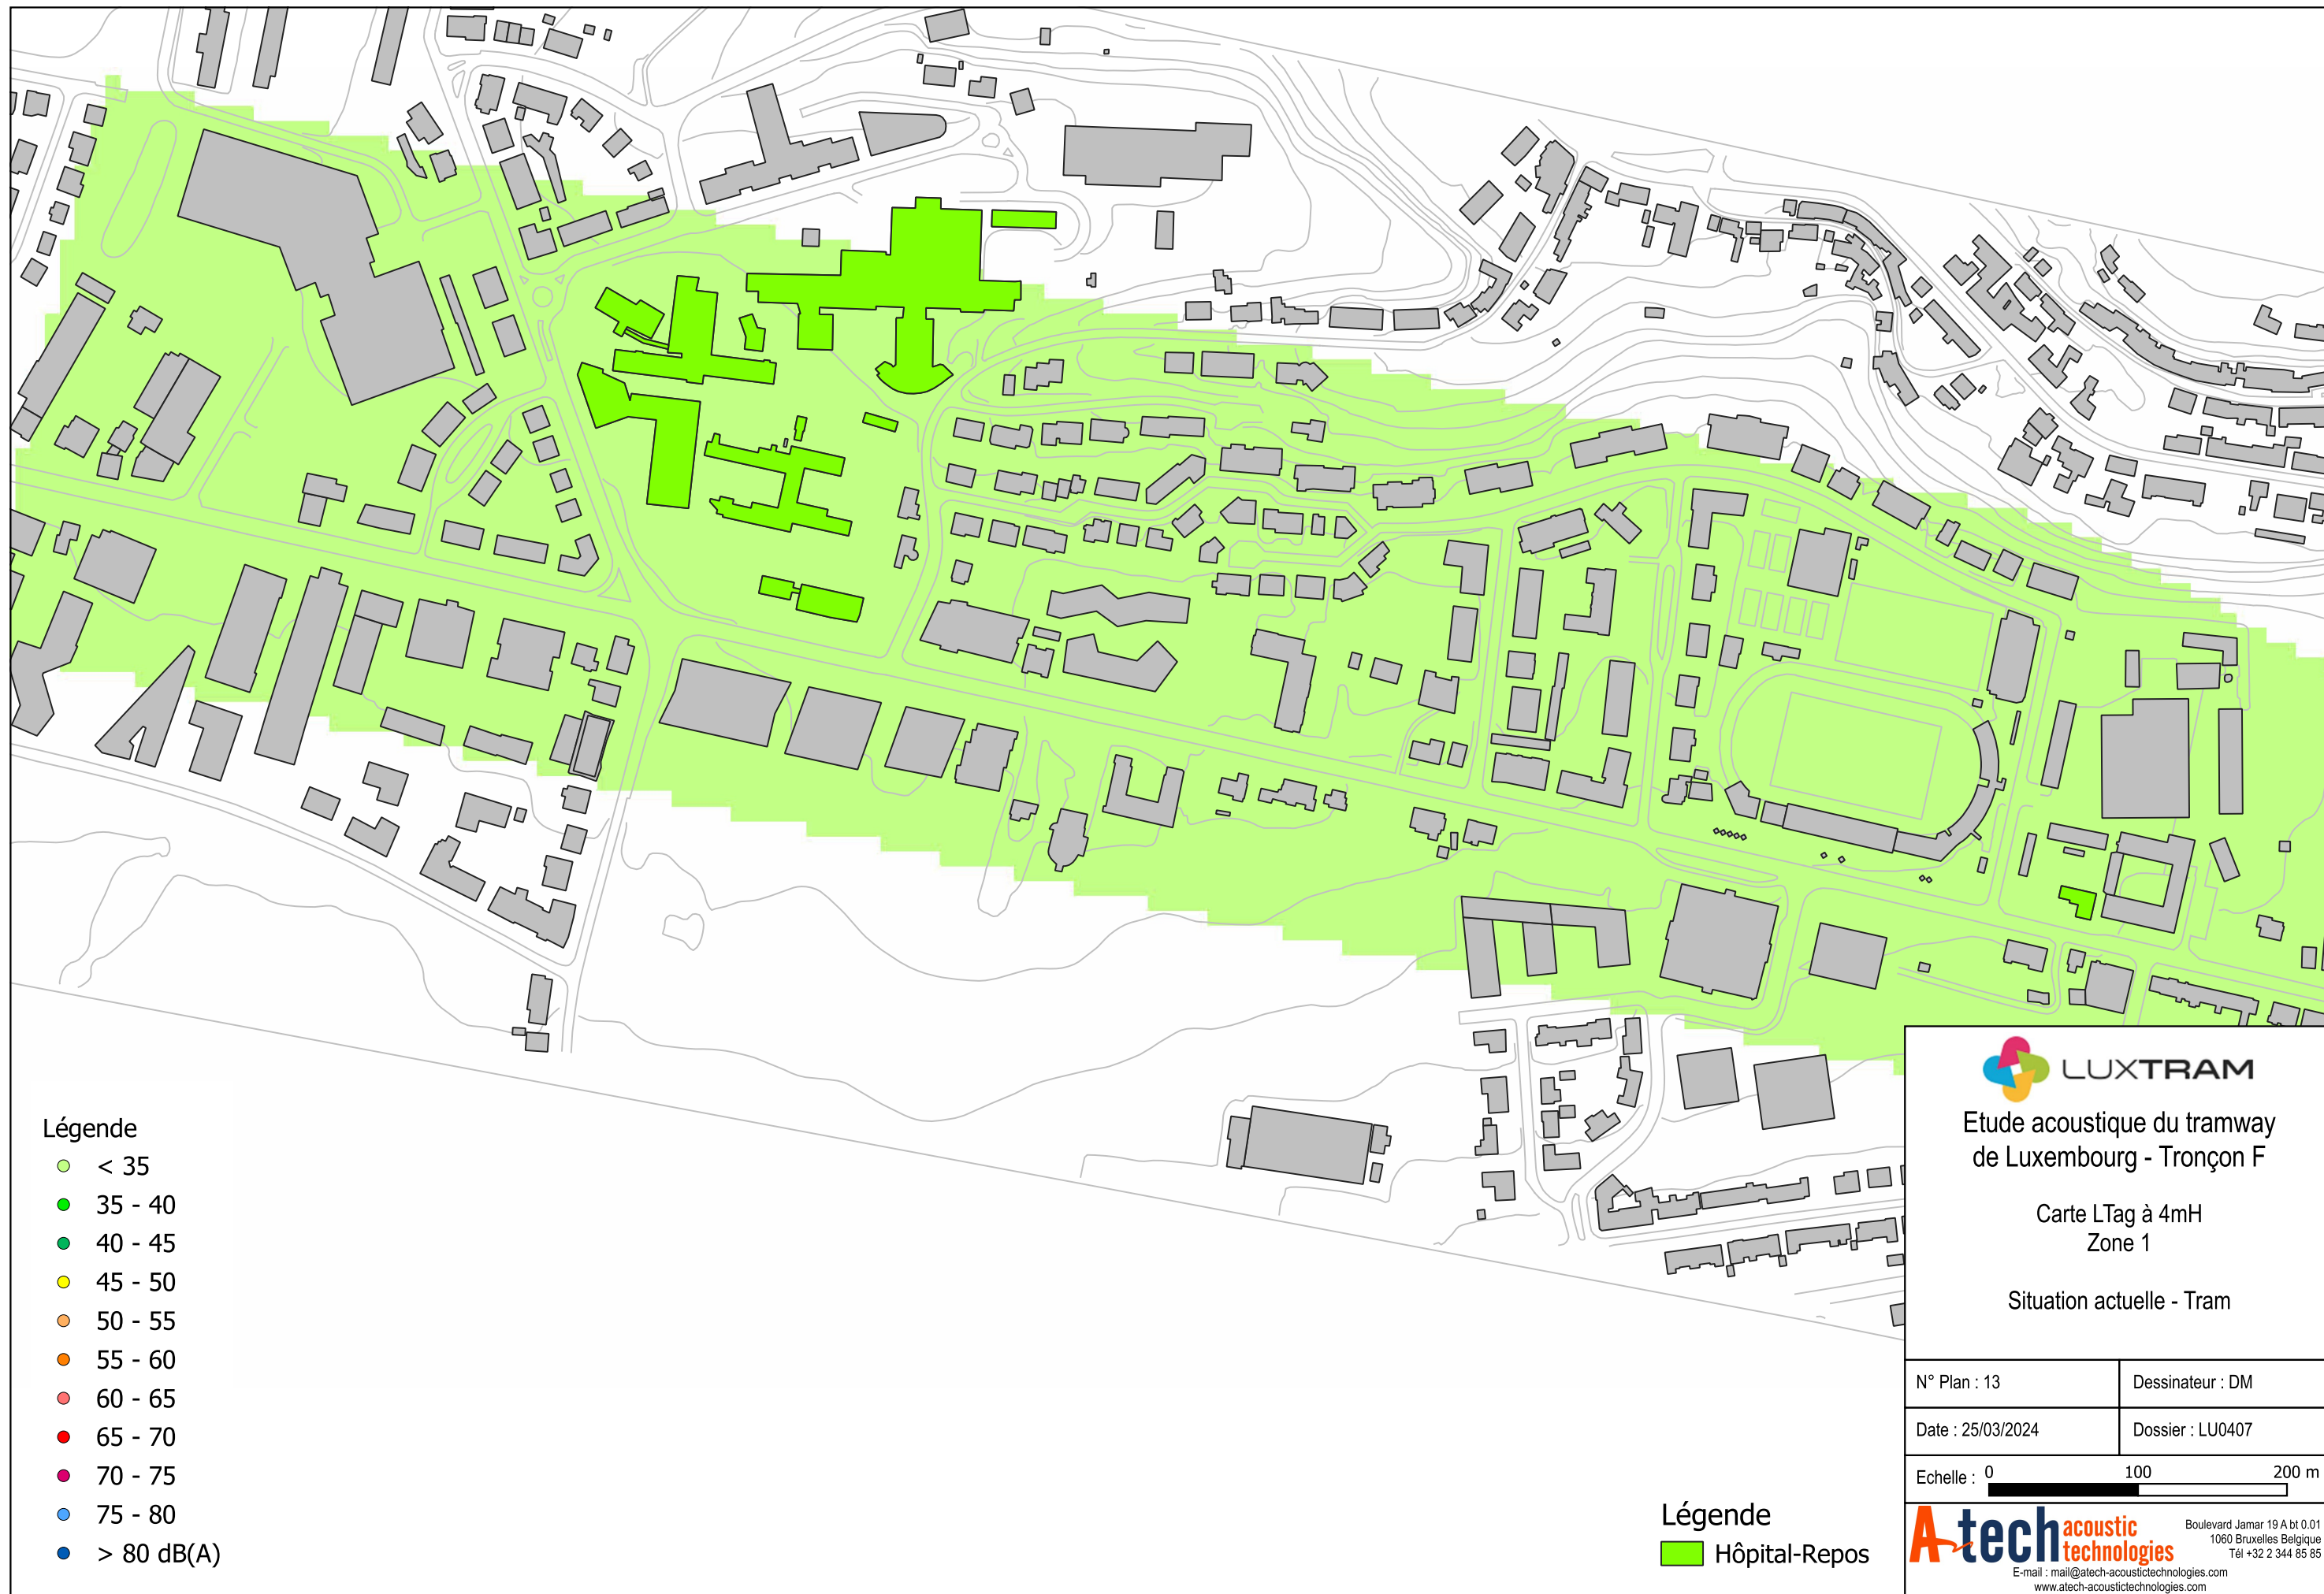 Légende
< 35
35 - 40
40 - 45
45 - 50
50 - 55
55 - 60
60 - 65
65 - 70
70 - 75
75 - 80
> 80 dB(A)
Légende
Hôpital-Repos
LUXTRAM
Etude acoustique du tramway
de Luxembourg - Tronçon F
Carte LTag à 4mH
Zone 1
Situation actuelle - Tram
N° Plan : 13
Dessinateur : DM
Date : 25/03/2024
Dossier : LU0407
Echelle : 0 100 200 m
A-tech acoustic technologies
Boulevard Jamar 19 A bt 0.01
1060 Bruxelles Belgique
Tél +32 2 344 85 85
E-mail : mail@atech-acoustictechnologies.com
www.atech-acoustictechnologies.com